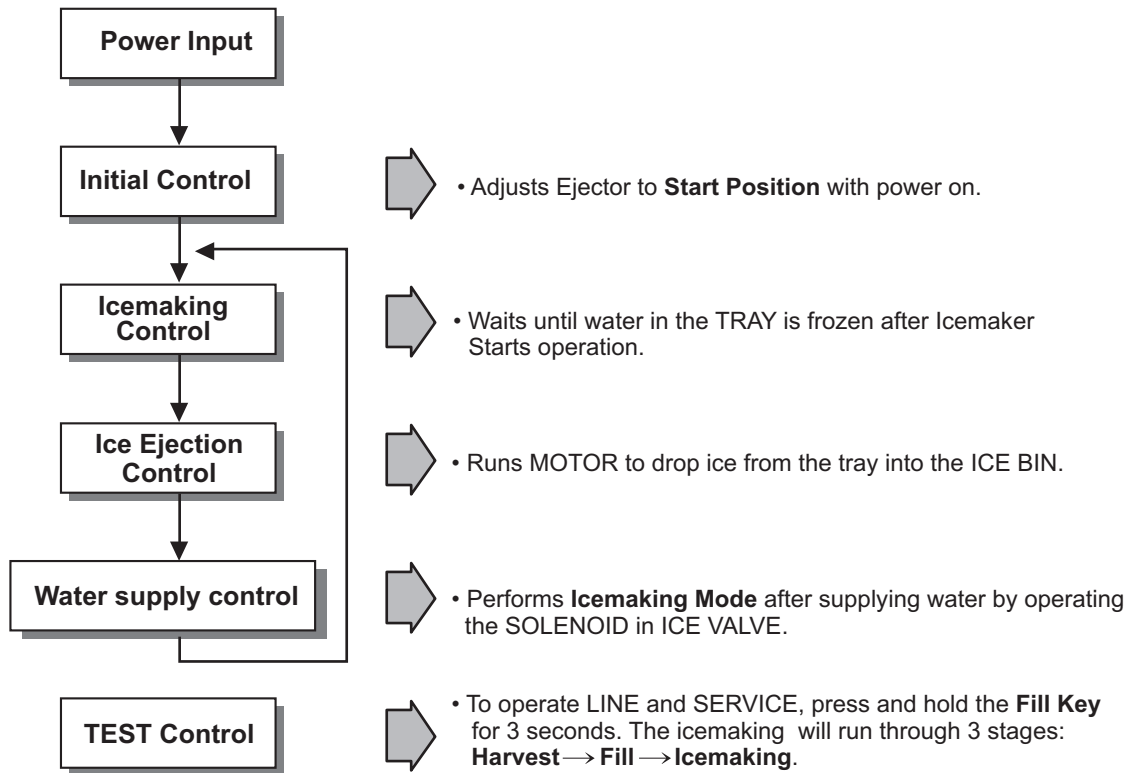 Power Input
Initial Control
• Adjusts Ejector to Start Position with power on.
Icemaking
Control
• Waits until water in the TRAY is frozen after Icemaker
Starts operation.
Ice Ejection
Control
• Runs MOTOR to drop ice from the tray into the ICE BIN.
Water supply control
• Performs Icemaking Mode after supplying water by operating
the SOLENOID in ICE VALVE.
TEST Control
• To operate LINE and SERVICE, press and hold the Fill Key
for 3 seconds. The icemaking will run through 3 stages:
Harvest → Fill → Icemaking.